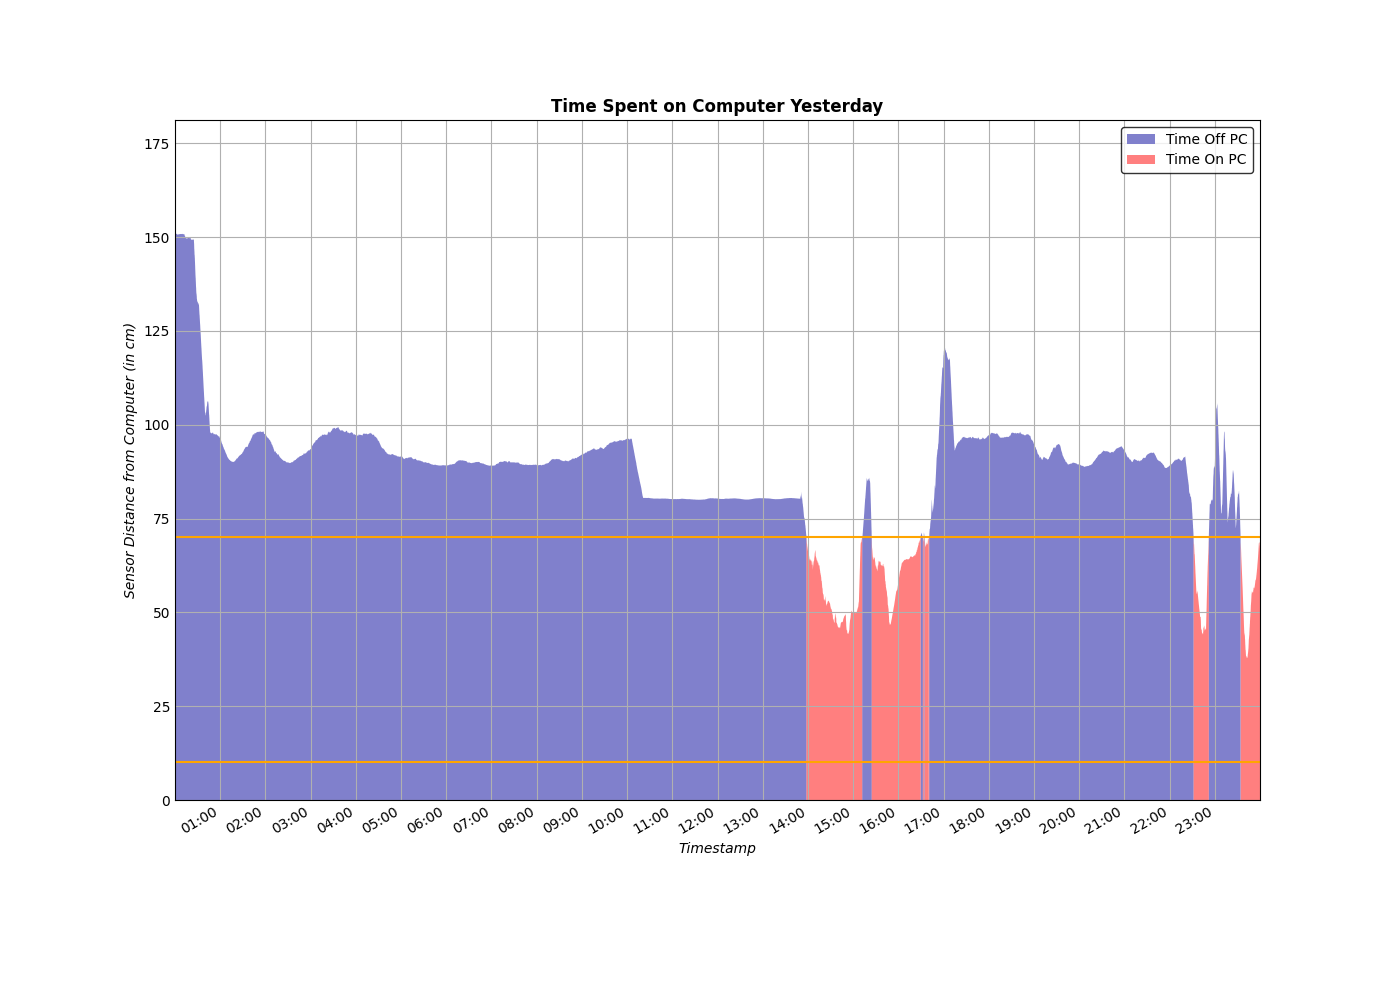 Time Spent on Computer Yesterday
Time Off PC
Time On PC
175
150
125
100
75
50
25
0
Sensor Distance from Computer (in cm)
01:00 02:00 03:00 04:00 05:00 06:00 07:00 08:00 09:00 10:00 11:00 12:00 13:00 14:00 15:00 16:00 17:00 18:00 19:00 20:00 21:00 22:00 23:00
Timestamp